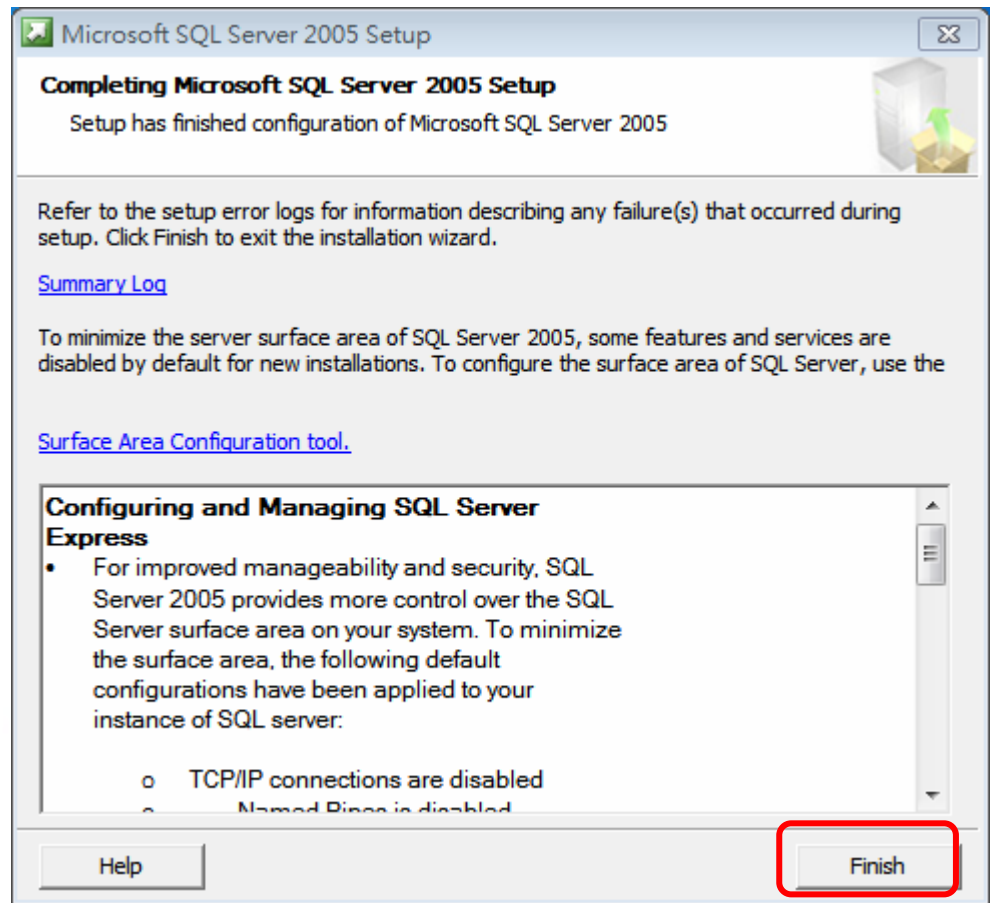 Microsoft SQL Server 2005 Setup
Completing Microsoft SQL Server 2005 Setup
Setup has finished configuration of Microsoft SQL Server 2005
Refer to the setup error logs for information describing any failure(s) that occurred during
setup. Click Finish to exit the installation wizard.
Summary Log
To minimize the server surface area of SQL Server 2005, some features and services are
disabled by default for new installations. To configure the surface area of SQL Server, use the
Surface Area Configuration tool.
Configuring and Managing SQL Server
Express
• For improved manageability and security, SQL
Server 2005 provides more control over the SQL
Server surface area on your system. To minimize
the surface area, the following default
configurations have been applied to your
instance of SQL server:
o TCP/IP connections are disabled
o Named Pipes is disabled
Help
Finish